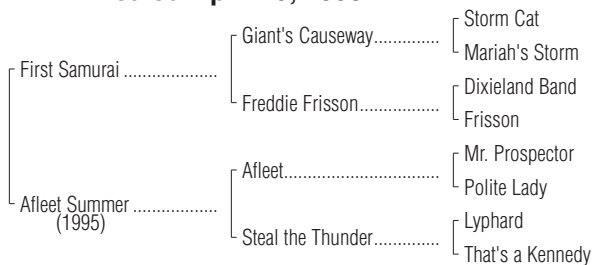 Storm Cat
Giant's Causeway..............
Mariah's Storm
First Samurai ....................
Dixieland Band
Freddie Frisson.................
Frisson
Mr. Prospector
Afleet.................................
Polite Lady
Afleet Summer ..................
(1995)
Lyphard
Steal the Thunder..............
That's a Kennedy